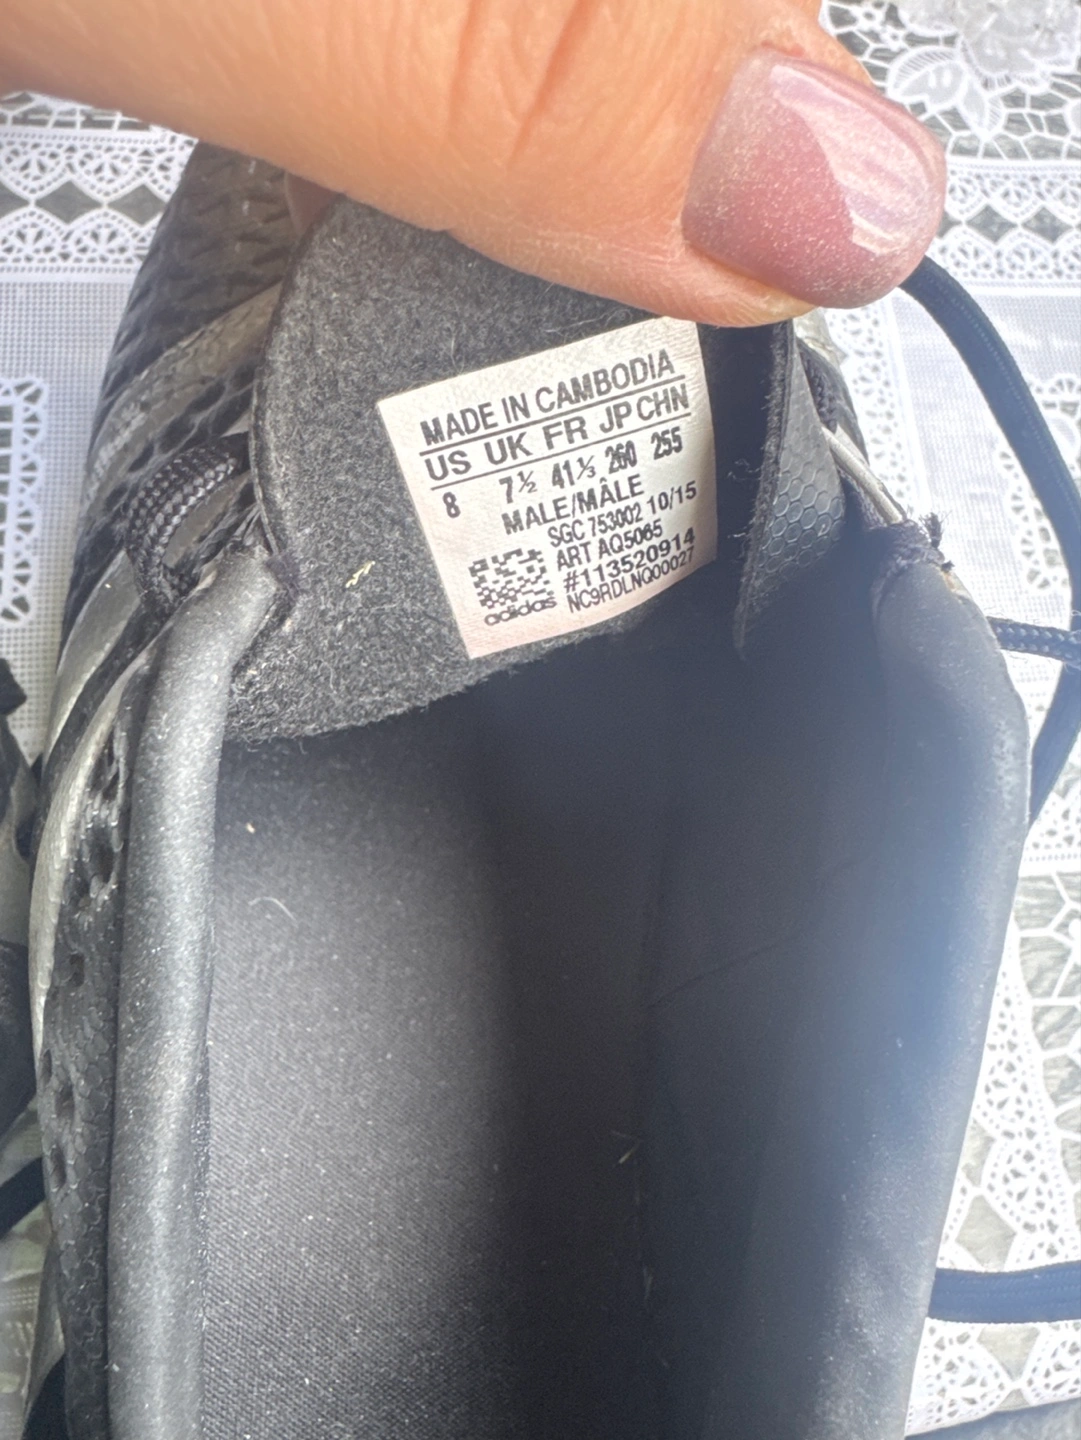 MADE IN CAMBODIA
US UK FR JP CHN
8 7½ 41⅓ 260 255
MALE/MÂLE
SGC 753002 10/15
ART AQ5065
#113520914
NC9RDLNQ00027
adidas